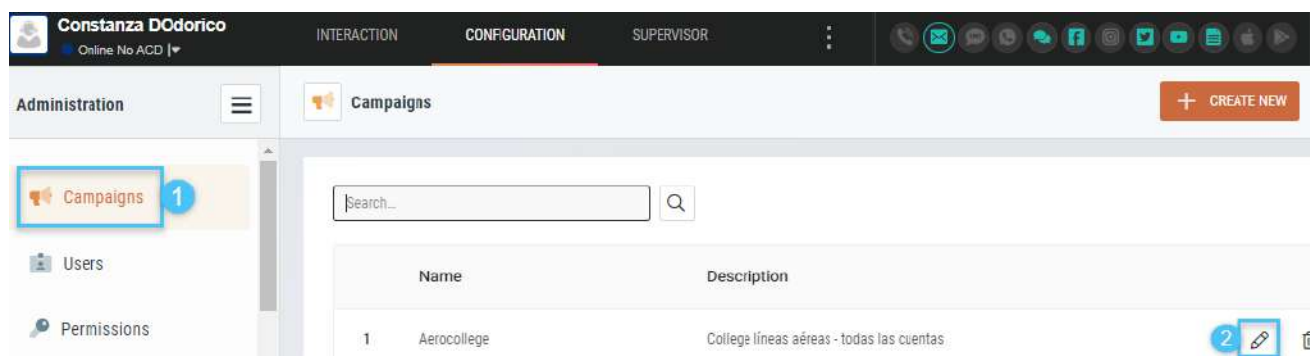 Constanza DOdorico
Online No ACD
INTERACTION CONFIGURATION SUPERVISOR
Administration
Campaigns
+ CREATE NEW
Campaigns 1
Search...
Users
Name Description
Permissions
1 Aerocollege College líneas aéreas - todas las cuentas 2